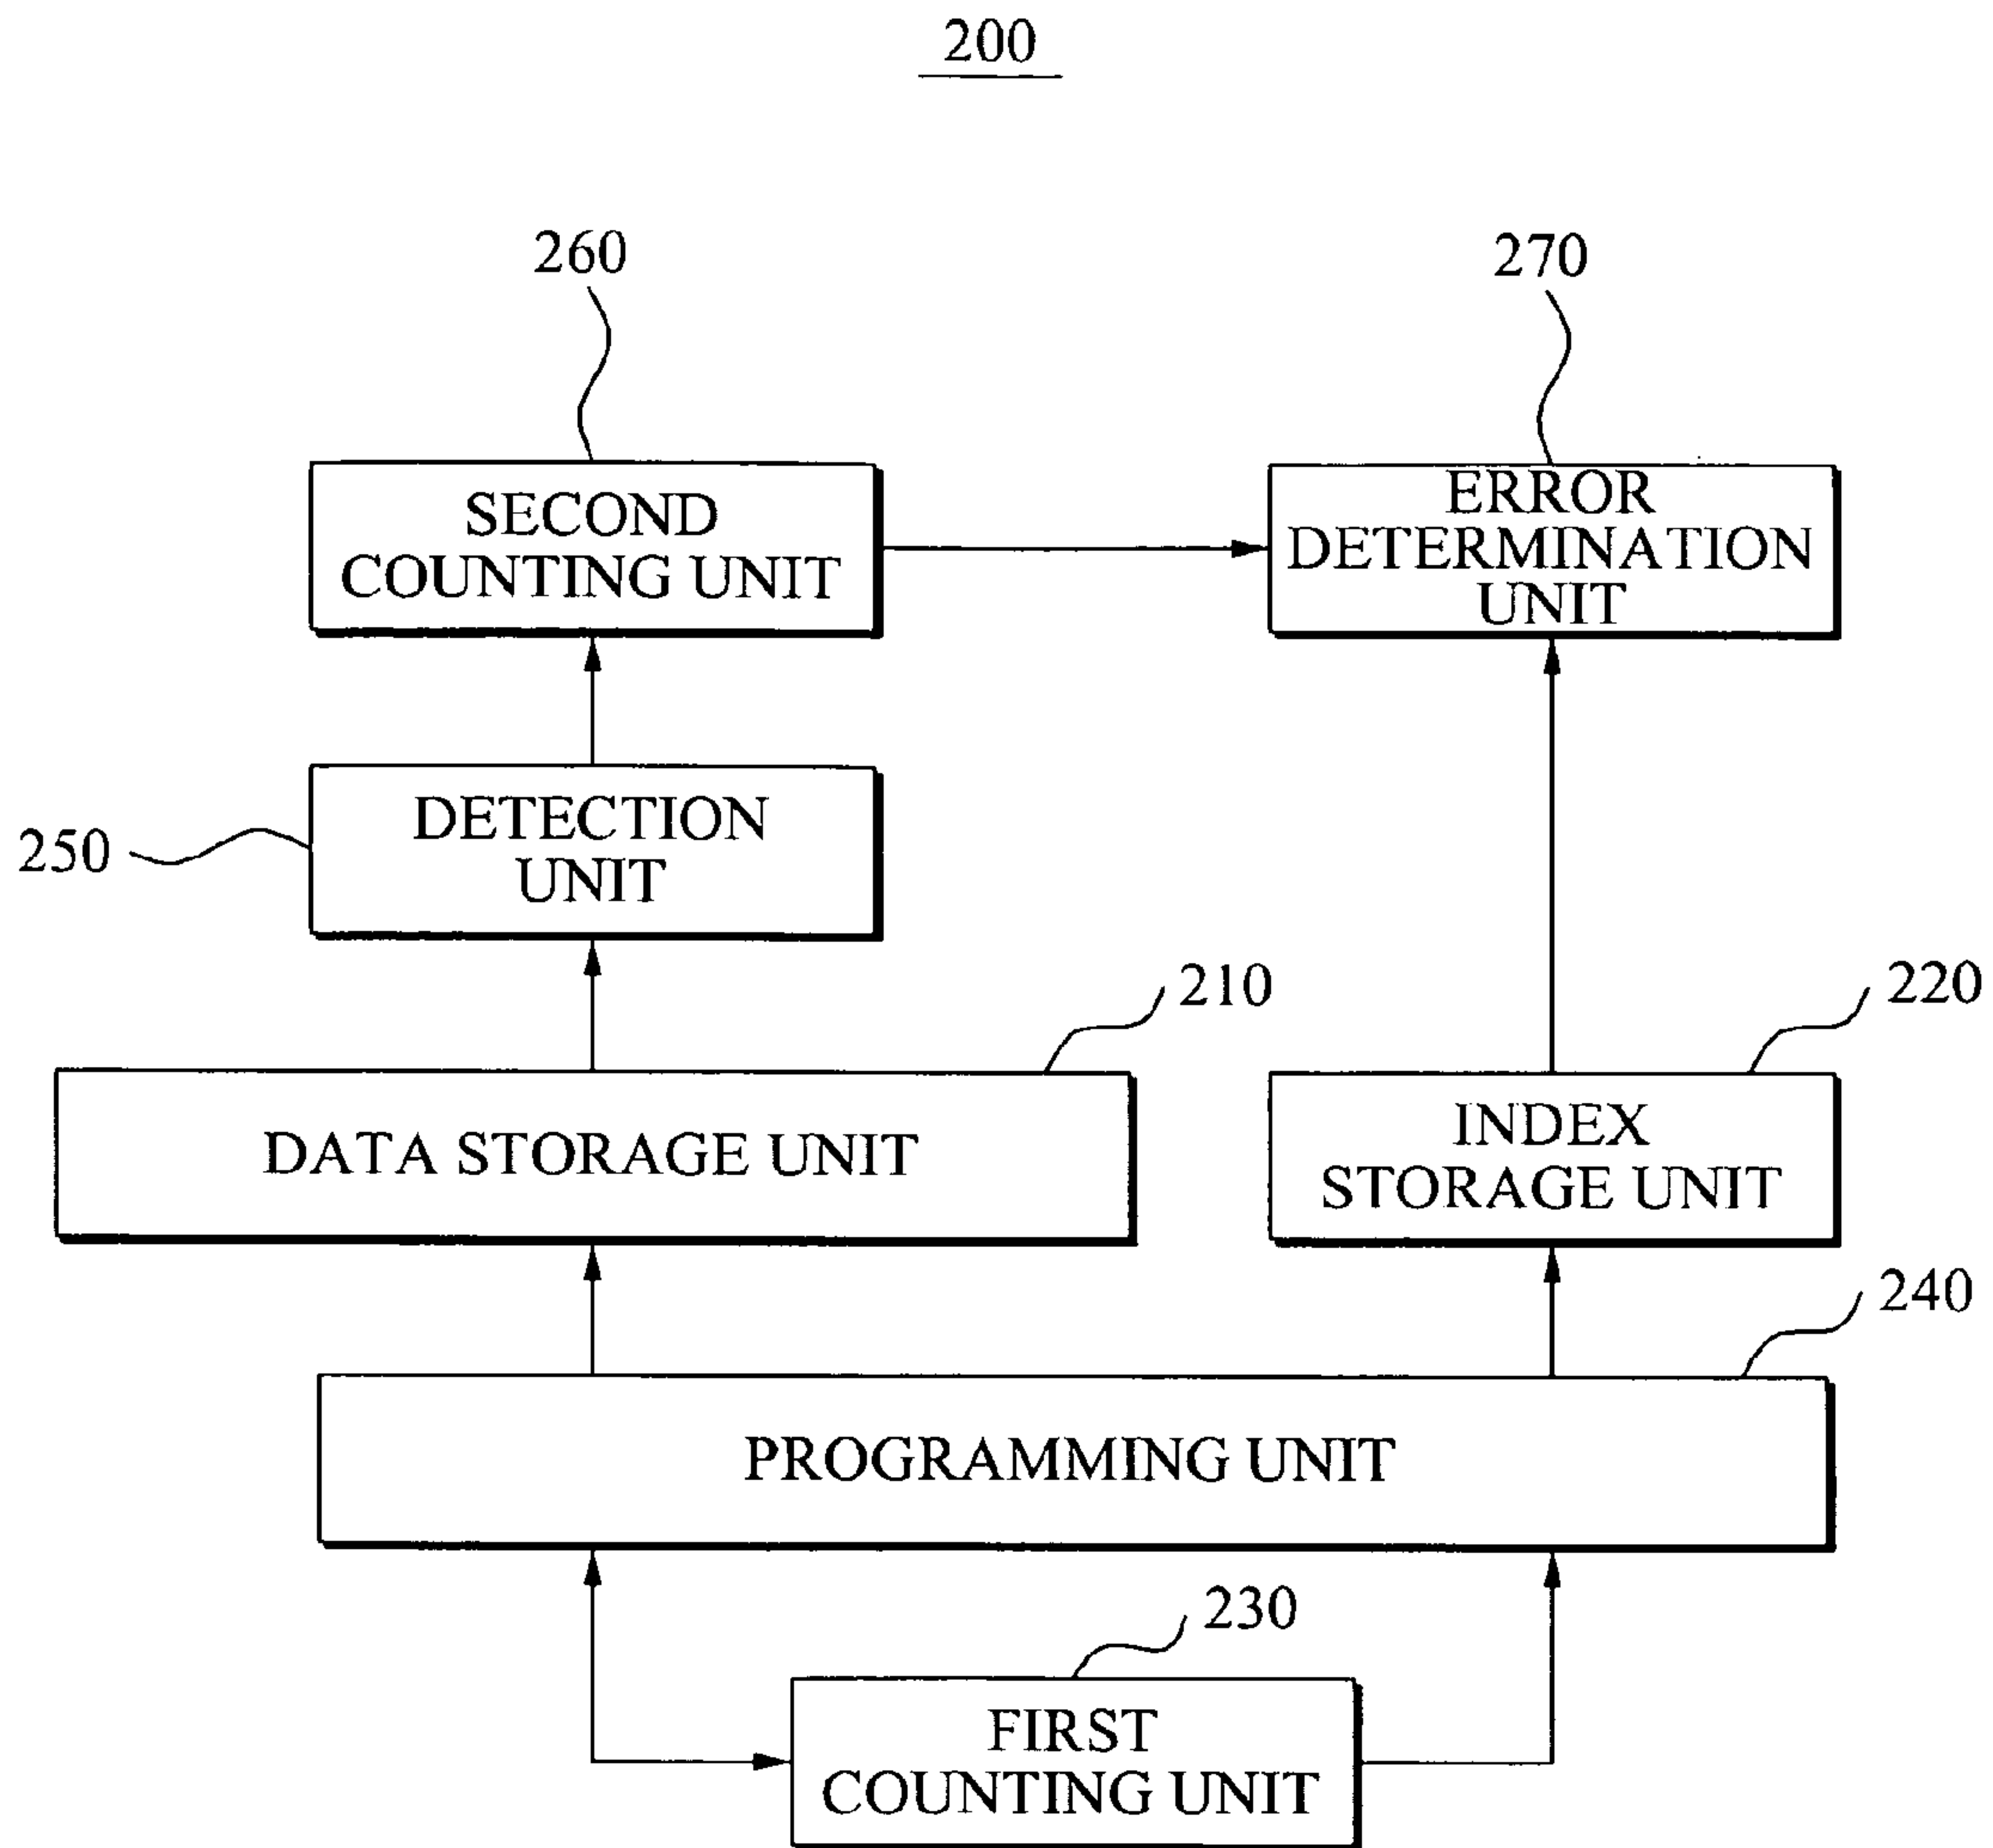 200
260
270
SECOND
COUNTING UNIT
ERROR
DETERMINATION
UNIT
250
DETECTION
UNIT
210
220
DATA STORAGE UNIT
INDEX
STORAGE UNIT
240
PROGRAMMING UNIT
230
FIRST
COUNTING UNIT